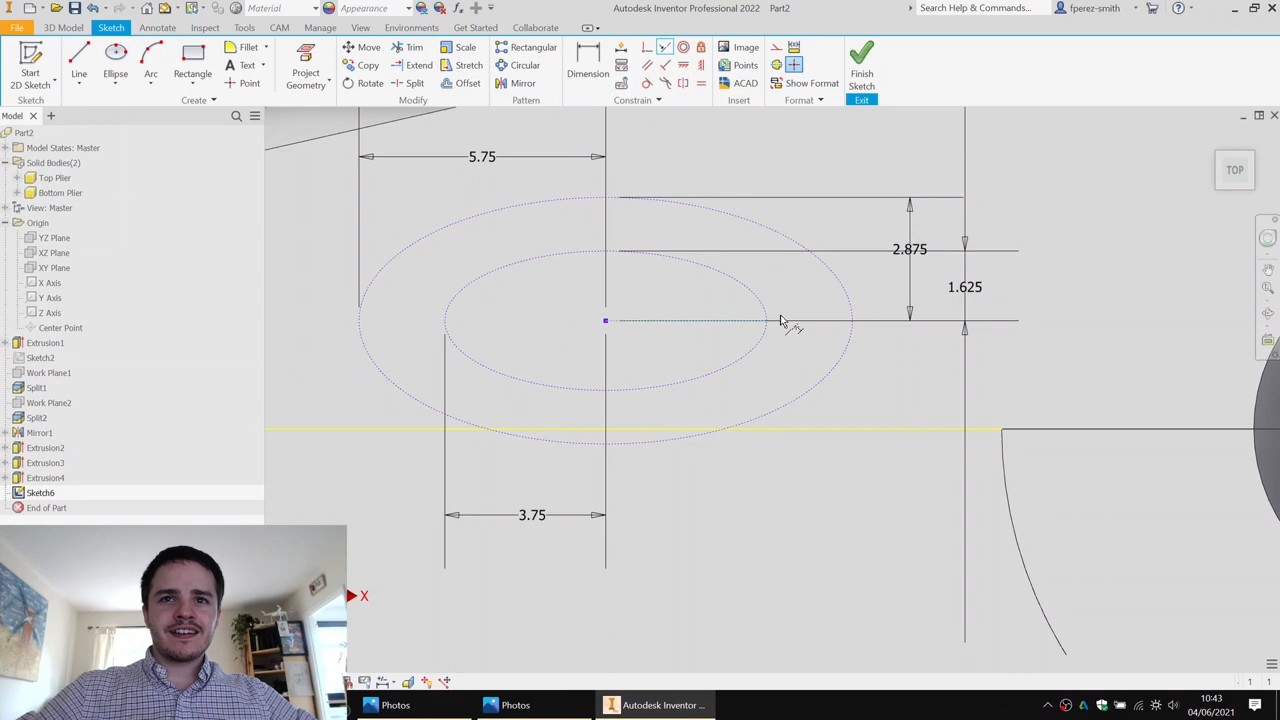 Material
Appearance
Autodesk Inventor Professional 2022 Part2
Search Help & Commands...
fperez-smith
File 3D Model Sketch Annotate Inspect Tools CAM Manage Environments View Get Started Collaborate
Start
2D Sketch
Line
Ellipse
Arc
Rectangle
Fillet
Text
Point
Project
Geometry
Move
Copy
Rotate
Trim
Extend
Split
Scale
Stretch
Offset
Rectangular
Circular
Mirror
Dimension
Image
Points
ACAD
Show Format
Finish
Sketch
Sketch
Create
Modify
Pattern
Constrain
Insert
Format
Exit
Model
Part2
Model States: Master
Solid Bodies(2)
Top Plier
Bottom Plier
View: Master
Origin
YZ Plane
XZ Plane
XY Plane
X Axis
Y Axis
Z Axis
Center Point
Extrusion1
Sketch2
Work Plane1
Split1
Work Plane2
Split2
Mirror1
Extrusion2
Extrusion3
Extrusion4
Sketch6
End of Part
5.75
2.875
1.625
3.75
TOP
X
1 1
Photos
Photos
Autodesk Inventor ...
10:43
04/06/2021